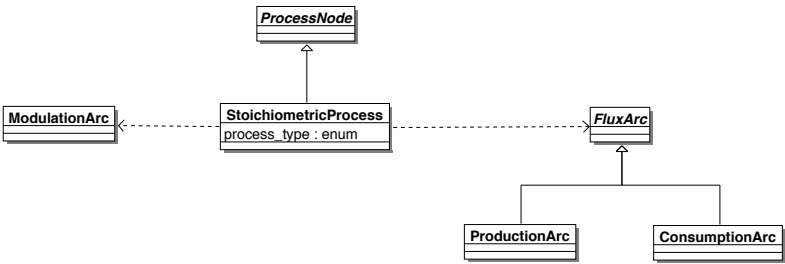 ProcessNode
ModulationArc
StoichiometricProcess
process_type : enum
FluxArc
ProductionArc
ConsumptionArc